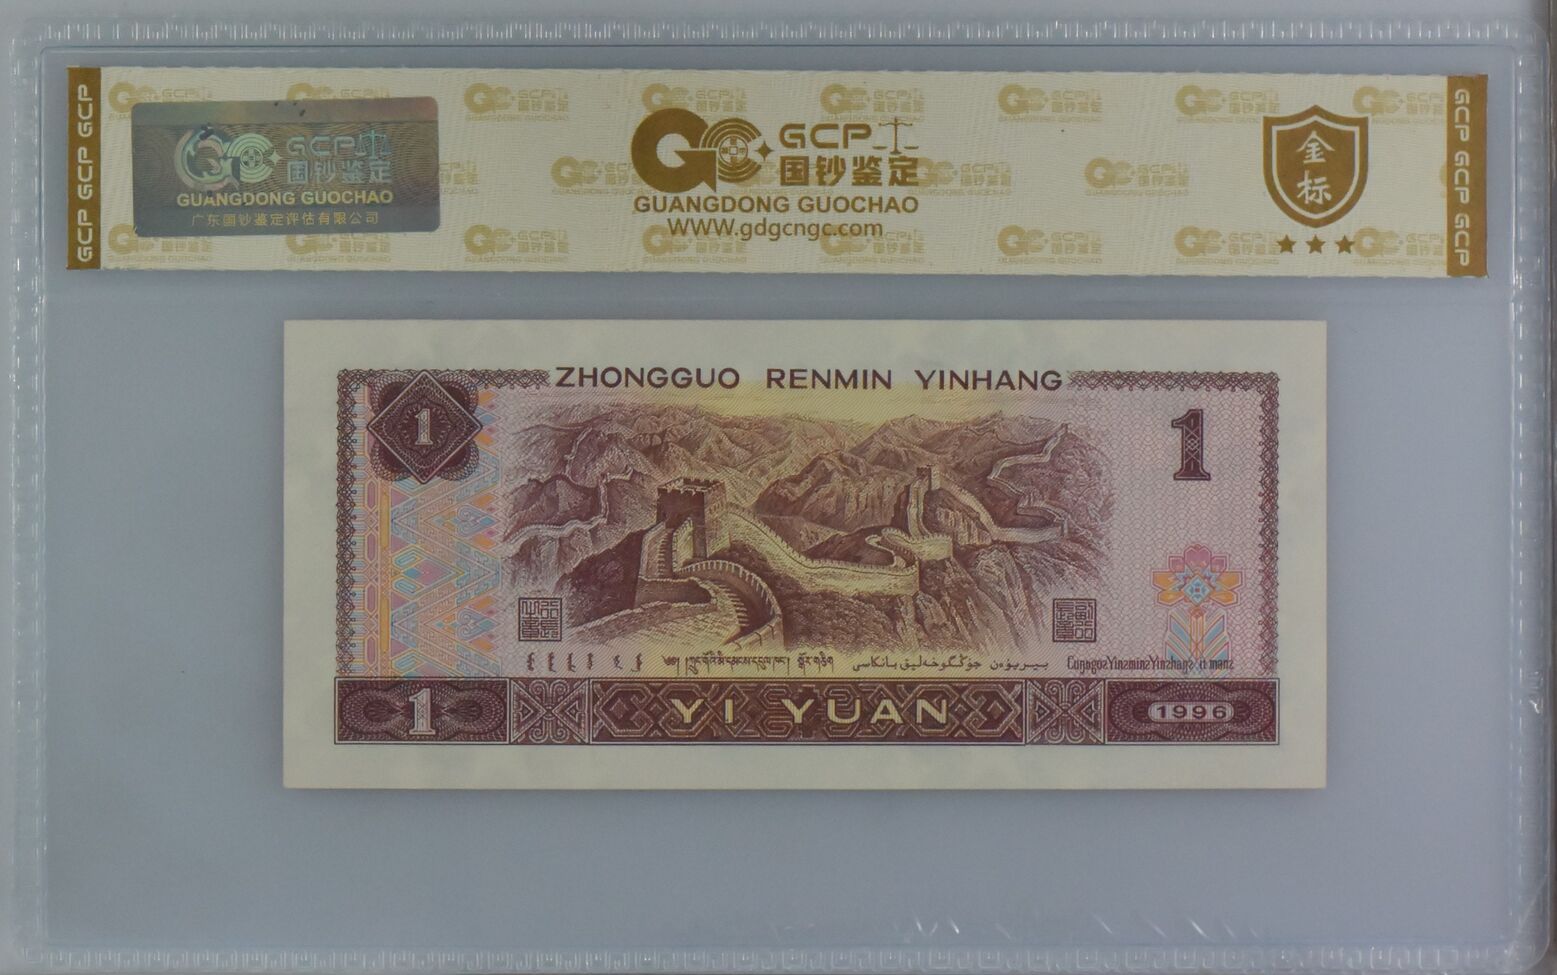 GCP GCP GCP
GCP
国钞鉴定
GUANGDONG GUOCHAO
广东国钞鉴定评估有限公司
GCP
国钞鉴定
GUANGDONG GUOCHAO
WWW.gdgcngc.com
金
标
GCP GCP GCP
ZHONGGUO RENMIN YINHANG
1
1
1
YI YUAN
1996